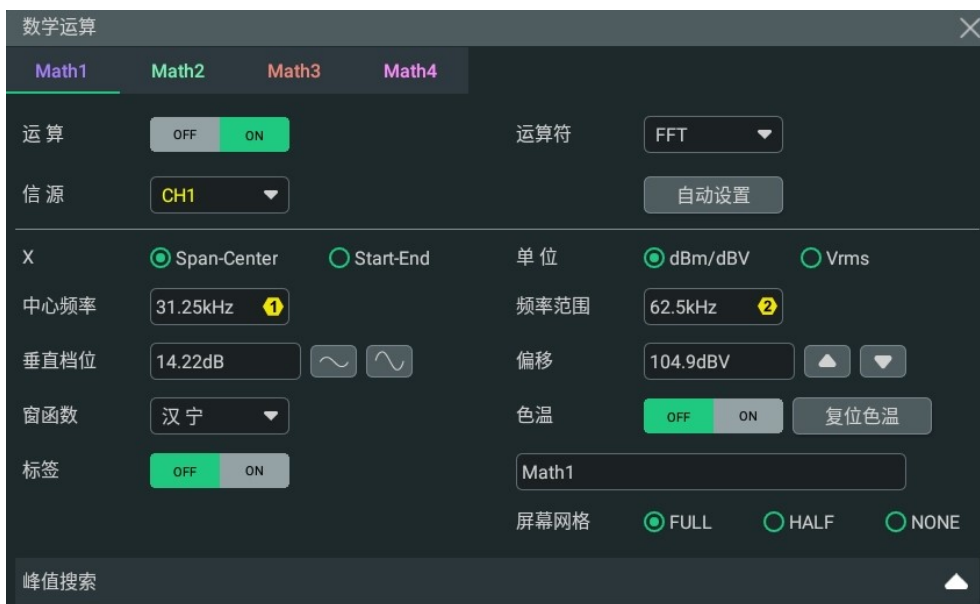 数学运算
Math1 Math2 Math3 Math4
运算 OFF ON 运算符 FFT
信源 CH1 自动设置
X Span-Center Start-End 单位 dBm/dBV Vrms
中心频率 31.25kHz 1 频率范围 62.5kHz 2
垂直档位 14.22dB 偏移 104.9dBV
窗函数 汉宁 色温 OFF ON 复位色温
标签 OFF ON Math1
屏幕网格 FULL HALF NONE
峰值搜索